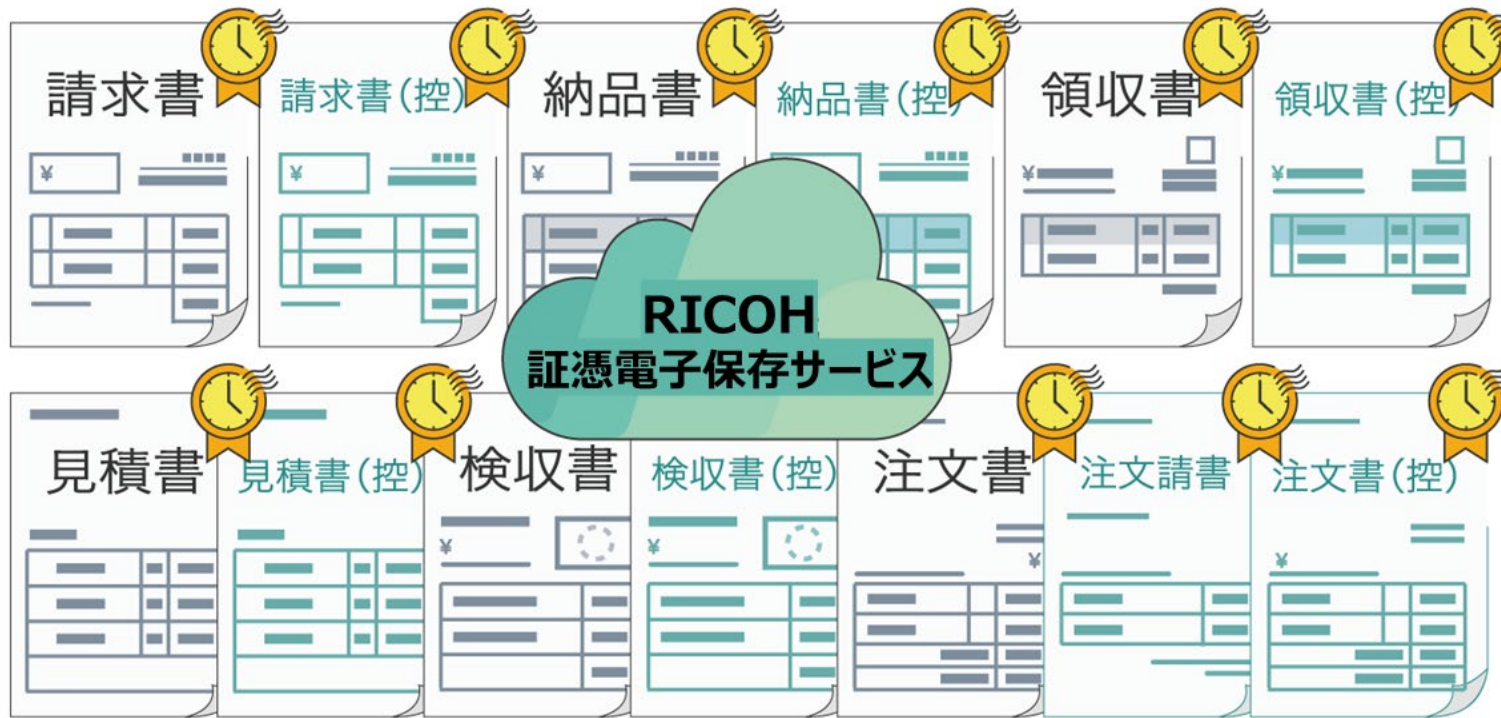 請求書
請求書(控)
納品書
納品書(控)
領収書
領収書(控)
¥
¥
¥
¥
¥
RICOH
証憑電子保存サービス
見積書
見積書(控)
検収書
検収書(控)
注文書
注文請書
注文書(控)
¥
¥
¥
¥